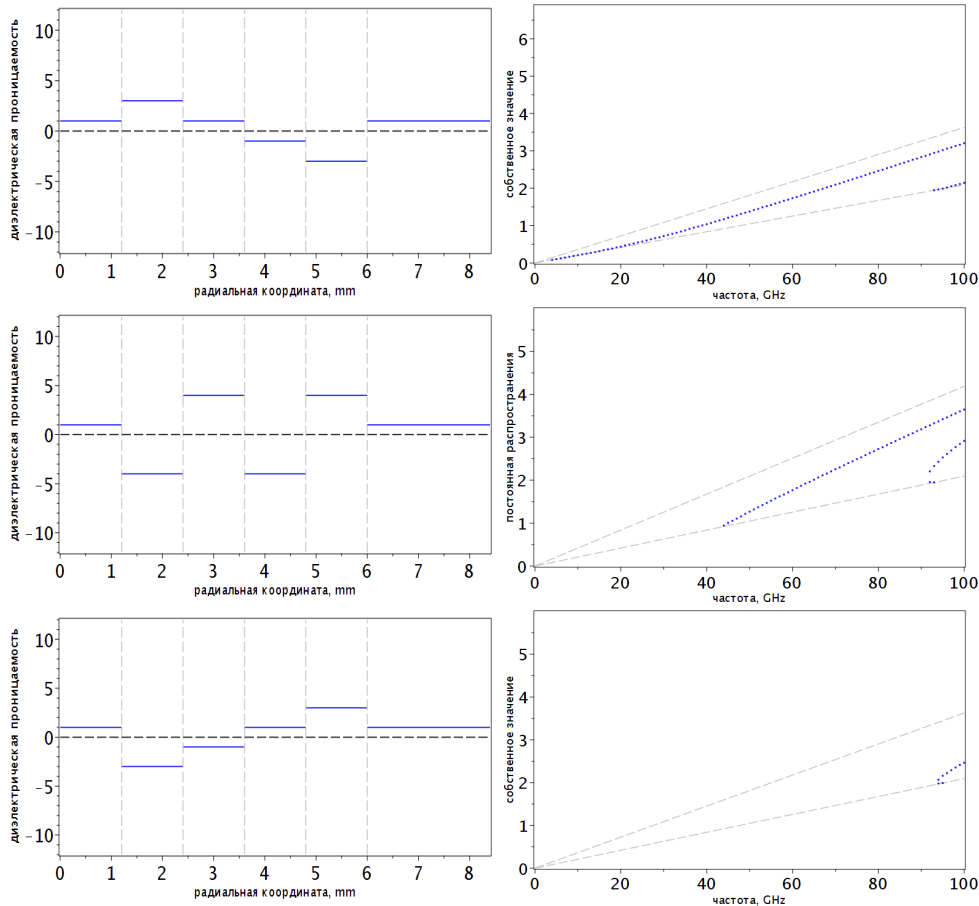 диэлектрическая проницаемость
10
5
0
−5
−10
0 1 2 3 4 5 6 7 8
радиальная координата, mm
собственное значение
6
5
4
3
2
1
0
0 20 40 60 80 100
частота, GHz
диэлектрическая проницаемость
10
5
0
−5
−10
0 1 2 3 4 5 6 7 8
радиальная координата, mm
постоянная распространения
5
4
3
2
1
0
0 20 40 60 80 100
частота, GHz
диэлектрическая проницаемость
10
5
0
−5
−10
0 1 2 3 4 5 6 7 8
радиальная координата, mm
собственное значение
5
4
3
2
1
0
0 20 40 60 80 100
частота, GHz